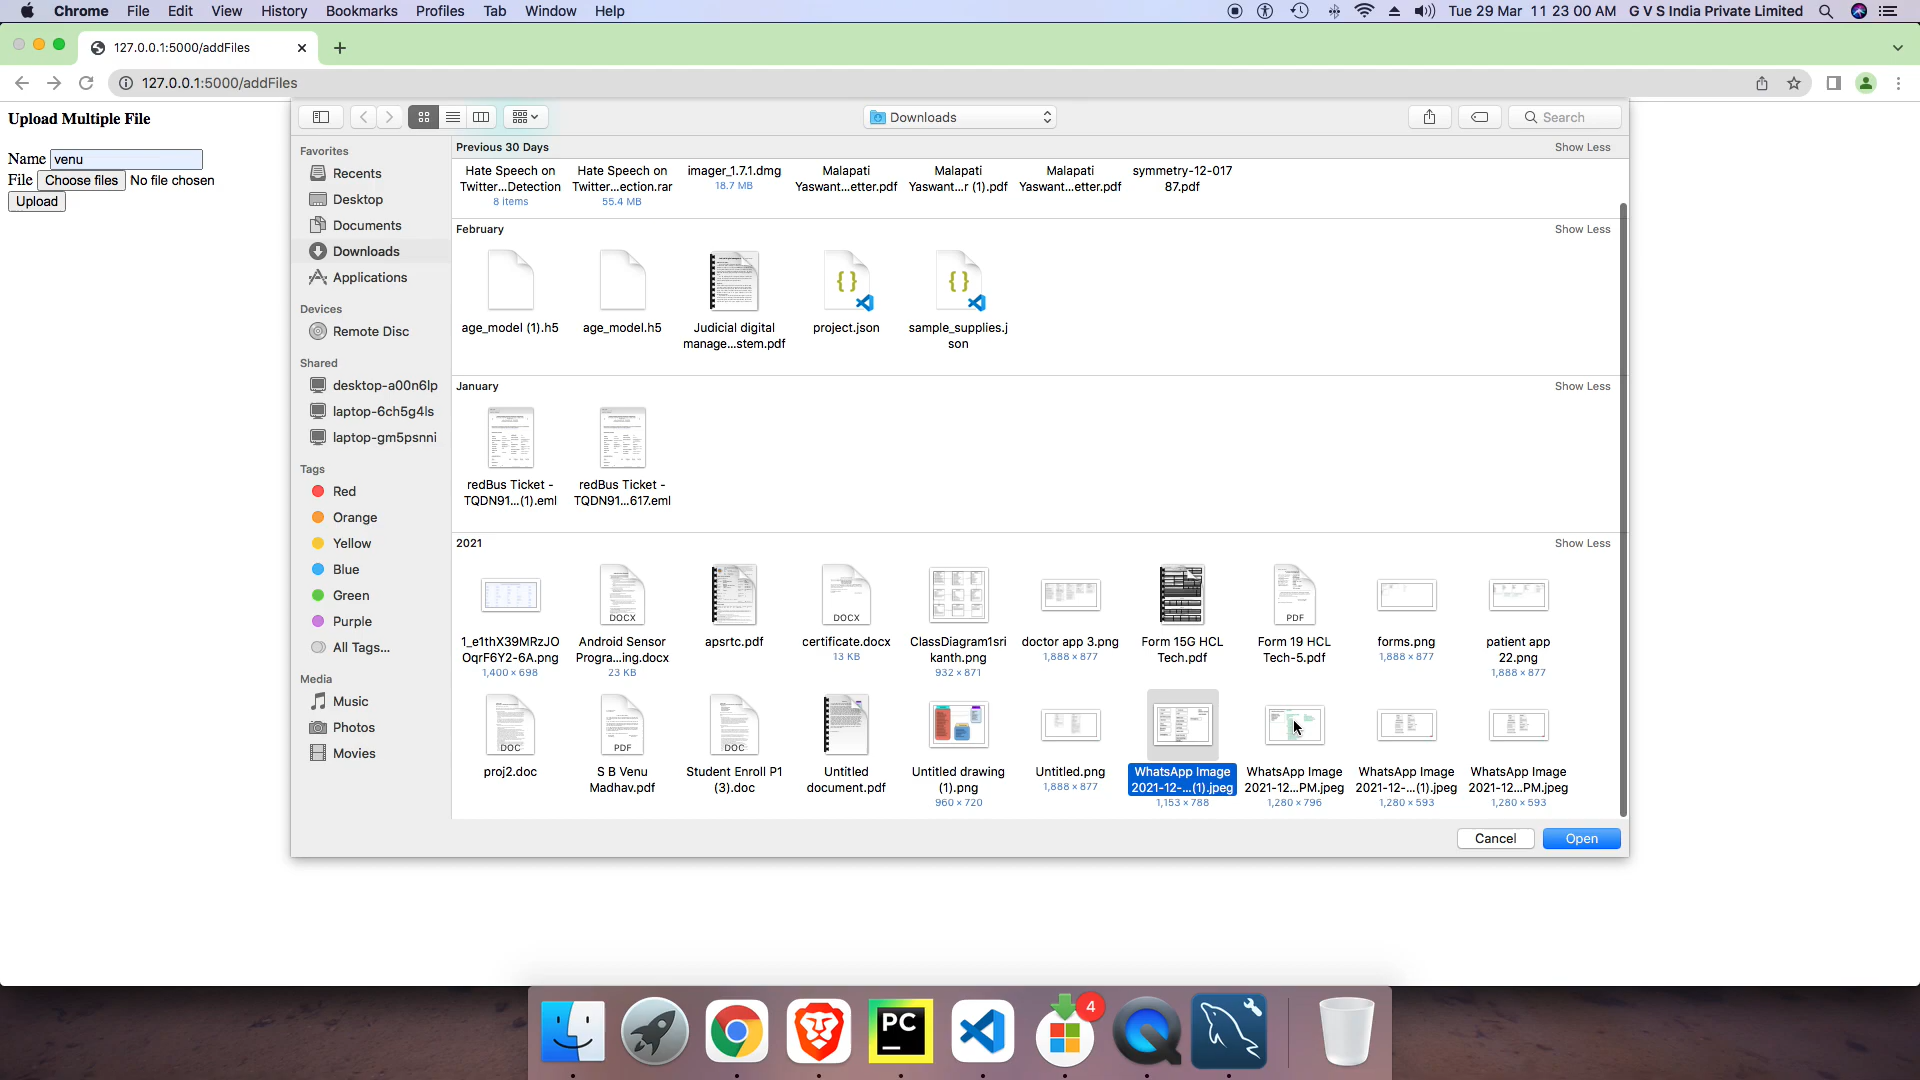 Chrome File Edit View History Bookmarks Profiles Tab Window Help
Tue 29 Mar 11 23 00 AM G V S India Private Limited
127.0.0.1:5000/addFiles
127.0.0.1:5000/addFiles
Upload Multiple File
Name venu
File Choose files No file chosen
Upload
Downloads
Search
Favorites
Recents
Desktop
Documents
Downloads
Applications
Devices
Remote Disc
Shared
desktop-a00n6lp
laptop-6ch5g4ls
laptop-gm5psnni
Tags
Red
Orange
Yellow
Blue
Green
Purple
All Tags...
Media
Music
Photos
Movies
Previous 30 Days Show Less
Hate Speech on Twitter...Detection
8 items
Hate Speech on Twitter...ection.rar
55.4 MB
imager_1.7.1.dmg
18.7 MB
Malapati Yaswant...etter.pdf
Malapati Yaswant...r (1).pdf
Malapati Yaswant...etter.pdf
symmetry-12-01787.pdf
February Show Less
age_model (1).h5
age_model.h5
Judicial digital manage...stem.pdf
{ }
project.json
{ }
sample_supplies.json
January Show Less
redBus Ticket - TQDN91...(1).eml
redBus Ticket - TQDN91...617.eml
2021 Show Less
1_e1thX39MRzJOOqrF6Y2-6A.png
1,400 × 698
DOCX
Android Sensor Progra...ing.docx
23 KB
apsrtc.pdf
DOCX
certificate.docx
13 KB
ClassDiagram1srikanth.png
932 × 871
doctor app 3.png
1,888 × 877
Form 15G HCL Tech.pdf
PDF
Form 19 HCL Tech-5.pdf
forms.png
1,888 × 877
patient app 22.png
1,888 × 877
DOC
proj2.doc
PDF
S B Venu Madhav.pdf
DOC
Student Enroll P1 (3).doc
Untitled document.pdf
Untitled drawing (1).png
960 × 720
Untitled.png
1,888 × 877
WhatsApp Image 2021-12-...(1).jpeg
1,153 × 788
WhatsApp Image 2021-12...PM.jpeg
1,280 × 796
WhatsApp Image 2021-12-...(1).jpeg
1,280 × 593
WhatsApp Image 2021-12...PM.jpeg
1,280 × 593
Cancel Open
PC
4